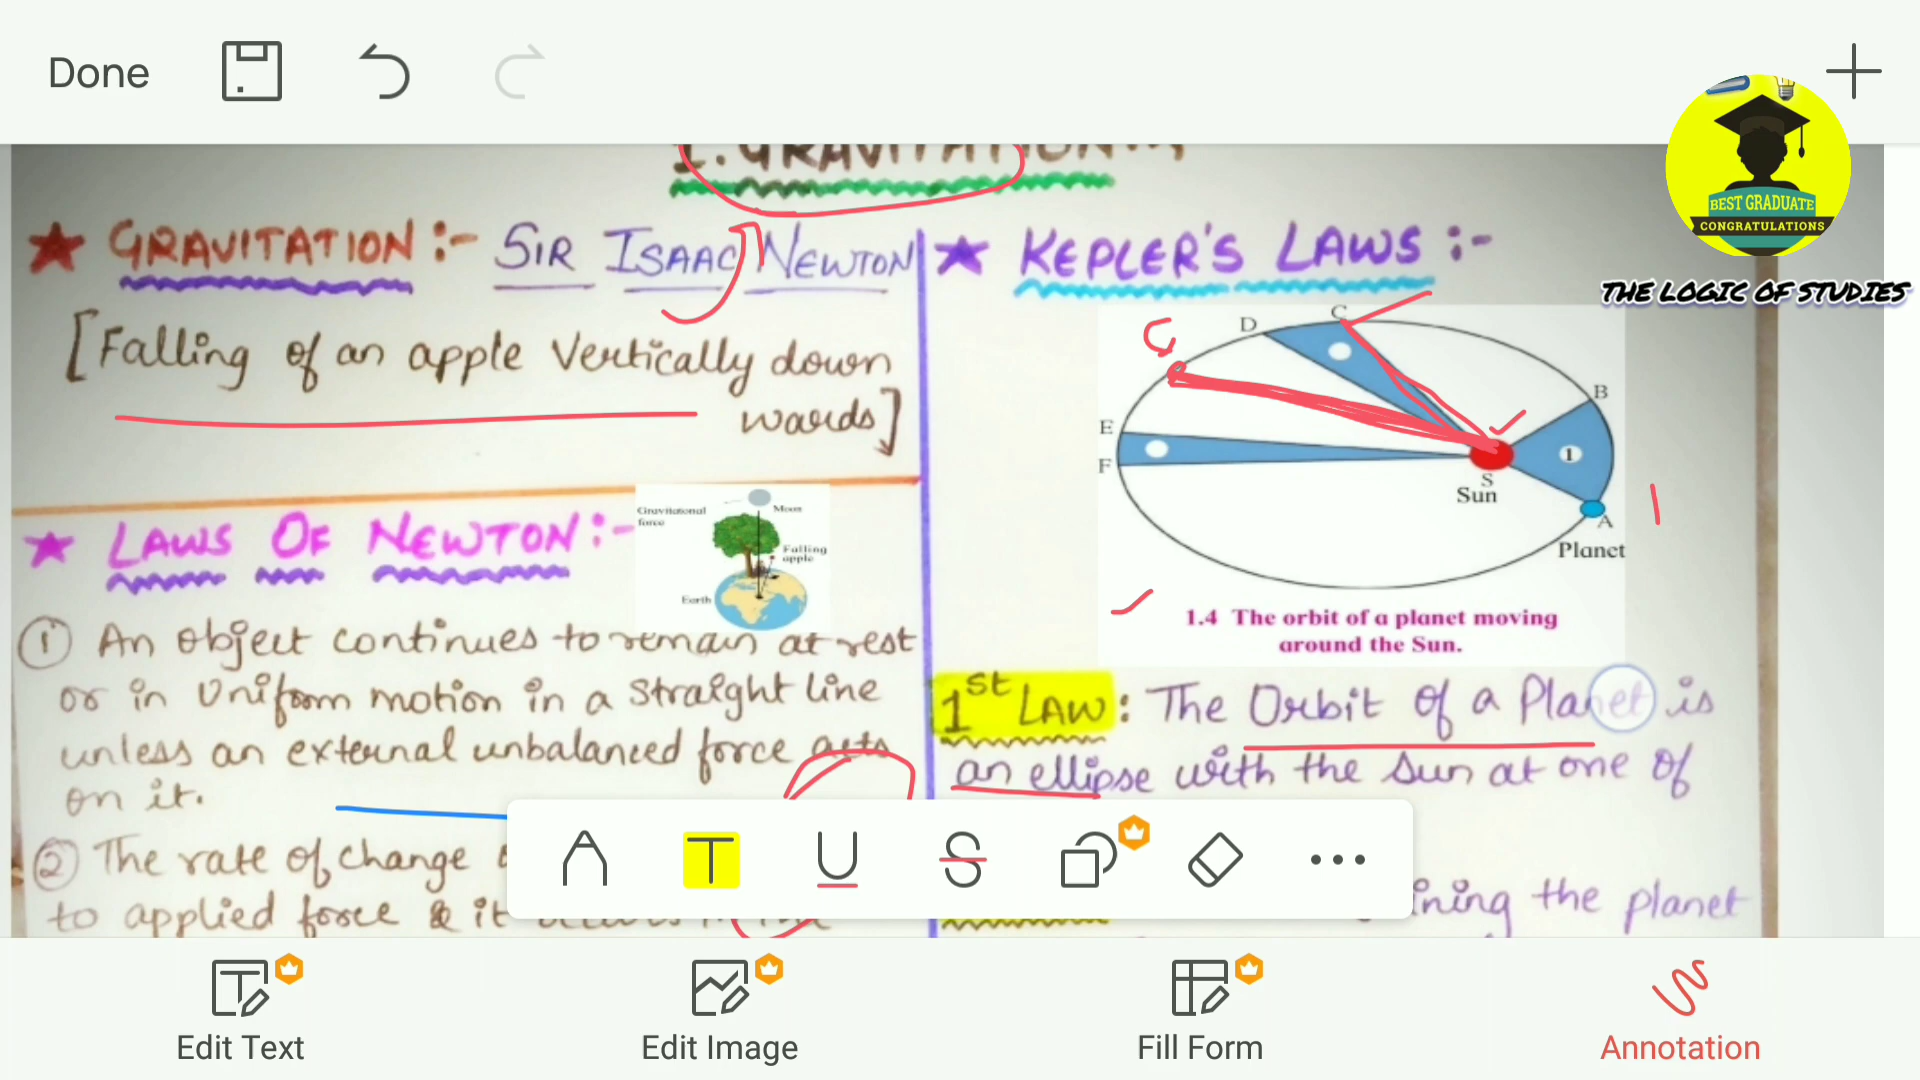 Done
BEST GRADUATE
CONGRATULATIONS
THE LOGIC OF STUDIES
1. GRAVITATION
GRAVITATION :- SIR ISAAC NEWTON
[Falling of an apple Vertically down
wards]
LAWS OF NEWTON :-
Gravitational
force
Moon
Falling
apple
Earth
① An object continues to remain at rest
or in Uniform motion in a straight line
unless an external unbalanced force acts
on it.
② The rate of change
to applied force & it
KEPLER'S LAWS :-
D
C
B
E
F
1
S
Sun
A
Planet
1.4 The orbit of a planet moving
around the Sun.
1st LAW : The Orbit of a Planet is
an ellipse with the Sun at one of
ining the planet
Edit Text
Edit Image
Fill Form
Annotation